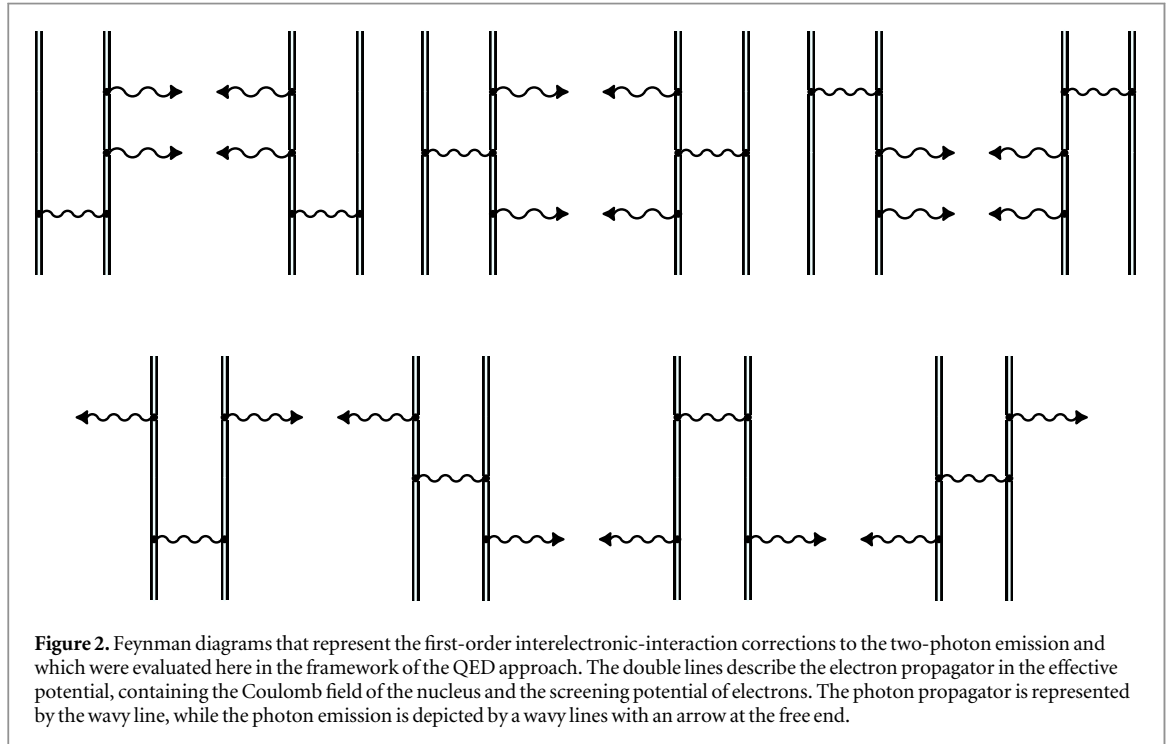 Figure 2. Feynman diagrams that represent the first-order interelectronic-interaction corrections to the two-photon emission and
which were evaluated here in the framework of the QED approach. The double lines describe the electron propagator in the effective
potential, containing the Coulomb field of the nucleus and the screening potential of electrons. The photon propagator is represented
by the wavy line, while the photon emission is depicted by a wavy lines with an arrow at the free end.